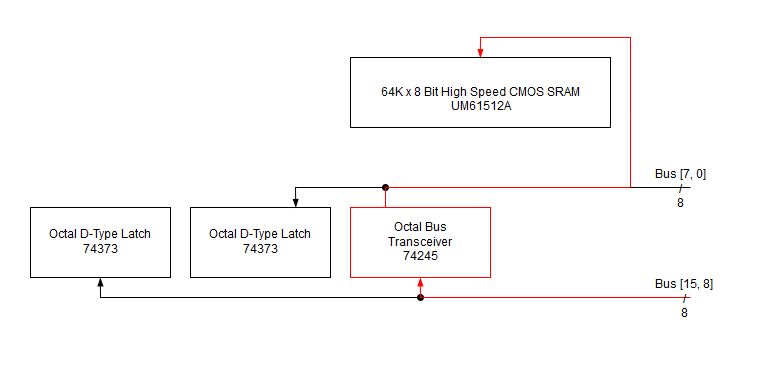 64K x 8 Bit High Speed CMOS SRAM
UM61512A
Bus [7, 0]
8
Octal D-Type Latch
74373
Octal D-Type Latch
74373
Octal Bus
Transceiver
74245
Bus [15, 8]
8